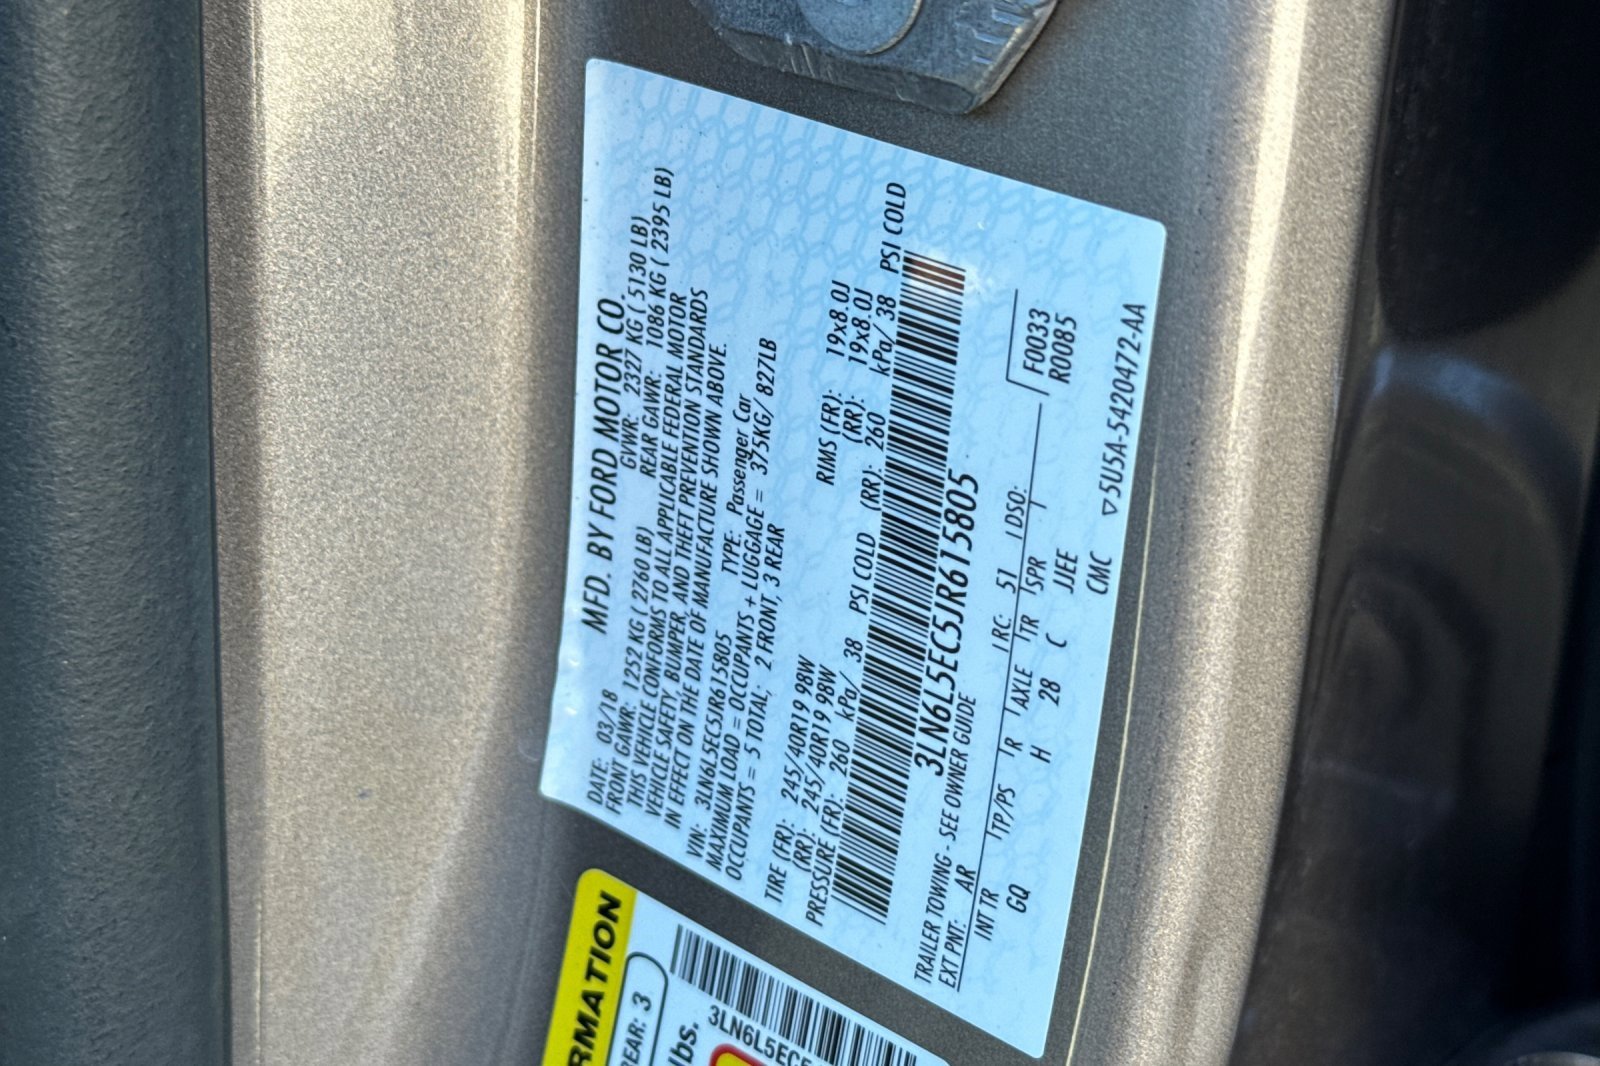 MFD. BY FORD MOTOR CO.
DATE: 03/18 GVWR: 2327 KG ( 5130 LB)
FRONT GAWR: 1252 KG ( 2760 LB) REAR GAWR: 1086 KG ( 2395 LB)
THIS VEHICLE CONFORMS TO ALL APPLICABLE FEDERAL MOTOR
VEHICLE SAFETY, BUMPER, AND THEFT PREVENTION STANDARDS
IN EFFECT ON THE DATE OF MANUFACTURE SHOWN ABOVE.
VIN: 3LN6L5EC5JR615805 TYPE: Passenger Car
MAXIMUM LOAD = OCCUPANTS + LUGGAGE = 375KG/ 827LB
OCCUPANTS = 5 TOTAL; 2 FRONT, 3 REAR
TIRE (FR): 245/40R19 98W RIMS (FR): 19x8.0J
(RR): 245/40R19 98W (RR): 19x8.0J
PRESSURE (FR): 260 kPa/ 38 PSI COLD (RR): 260 kPa/ 38 PSI COLD
3LN6L5EC5JR615805
TRAILER TOWING - SEE OWNER GUIDE
EXT PNT: AR RC: 51 DSO: F0033
R0085
INT TR TP/PS R AXLE TR SPR
GQ H 28 C JJEE
CMC ▽5U5A-5420472-AA
RMATION
REAR: 3
lbs.
3LN6L5EC5